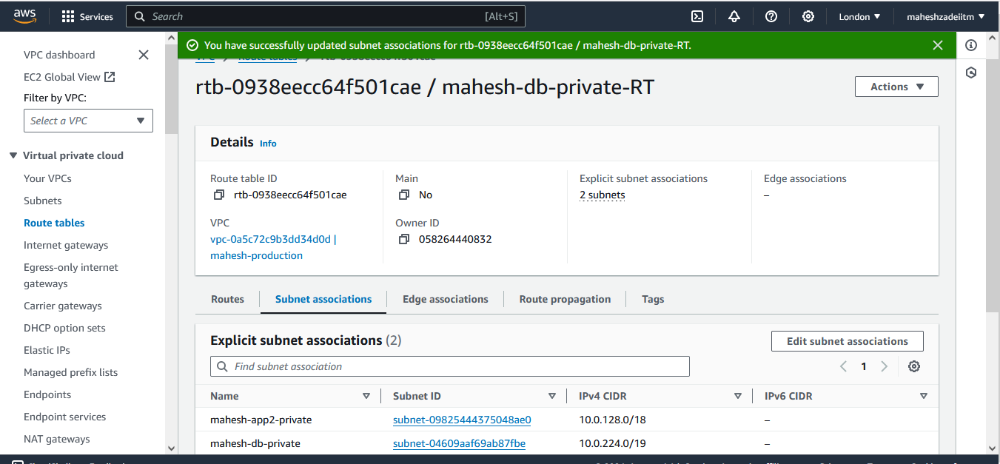 aws
Services
Search
[Alt+S]
London
maheshzadeiitm
VPC dashboard
EC2 Global View
Filter by VPC:
Select a VPC
Virtual private cloud
Your VPCs
Subnets
Route tables
Internet gateways
Egress-only internet
gateways
Carrier gateways
DHCP option sets
Elastic IPs
Managed prefix lists
Endpoints
Endpoint services
NAT gateways
You have successfully updated subnet associations for rtb-0938eecc64f501cae / mahesh-db-private-RT.
VPC
Route tables
rtb-0938eecc64f501cae
rtb-0938eecc64f501cae / mahesh-db-private-RT
Actions
Details Info
Route table ID
rtb-0938eecc64f501cae
Main
No
Explicit subnet associations
2 subnets
Edge associations
–
VPC
vpc-0a5c72c9b3dd34d0d |
mahesh-production
Owner ID
058264440832
Routes
Subnet associations
Edge associations
Route propagation
Tags
Explicit subnet associations (2)
Edit subnet associations
Find subnet association
1
Name
Subnet ID
IPv4 CIDR
IPv6 CIDR
mahesh-app2-private
subnet-09825444375048ae0
10.0.128.0/18
–
mahesh-db-private
subnet-04609aaf69ab87fbe
10.0.224.0/19
–